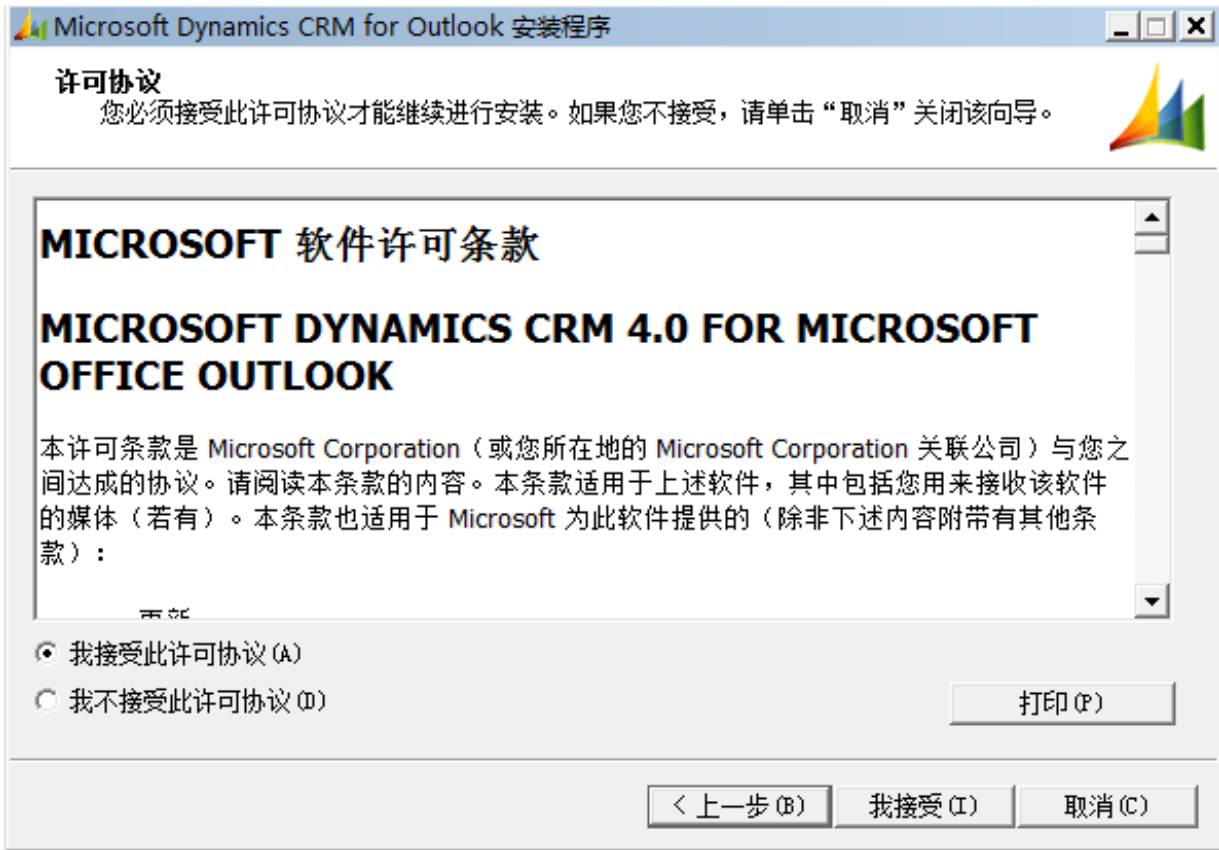 Microsoft Dynamics CRM for Outlook 安装程序
许可协议
您必须接受此许可协议才能继续进行安装。如果您不接受，请单击“取消”关闭该向导。
MICROSOFT 软件许可条款
MICROSOFT DYNAMICS CRM 4.0 FOR MICROSOFT
OFFICE OUTLOOK
本许可条款是 Microsoft Corporation（或您所在地的 Microsoft Corporation 关联公司）与您之
间达成的协议。请阅读本条款的内容。本条款适用于上述软件，其中包括您用来接收该软件
的媒体（若有）。本条款也适用于 Microsoft 为此软件提供的（除非下述内容附带有其他条
款）：
更新
我接受此许可协议(A)
我不接受此许可协议(D)
打印(P)
< 上一步(B)
我接受(I)
取消(C)